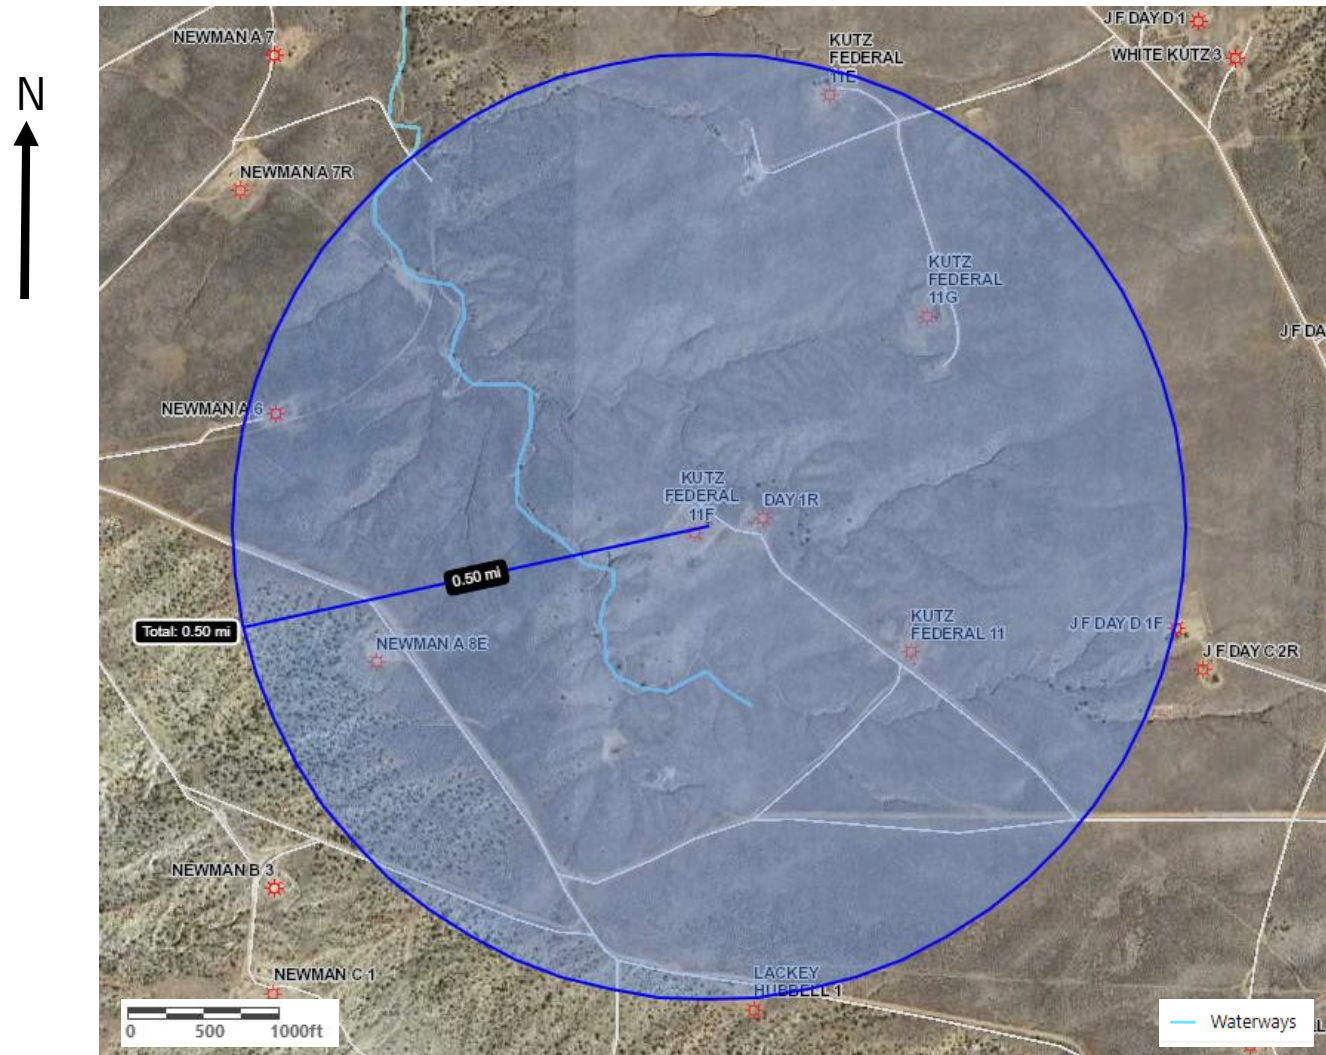 J F DAY D 1
NEWMAN A 7
KUTZ
FEDERAL
11E
WHITE KUTZ 3
N
NEWMAN A 7R
KUTZ
FEDERAL
11G
J F DA
NEWMAN A 6
KUTZ
FEDERAL
11F
DAY 1R
0.50 mi
Total: 0.50 mi
NEWMAN A 8E
KUTZ
FEDERAL 11
J F DAY D 1F
J F DAY C 2R
NEWMAN B 3
NEWMAN C 1
LACKEY
HUBBELL 1
0 500 1000ft
Waterways